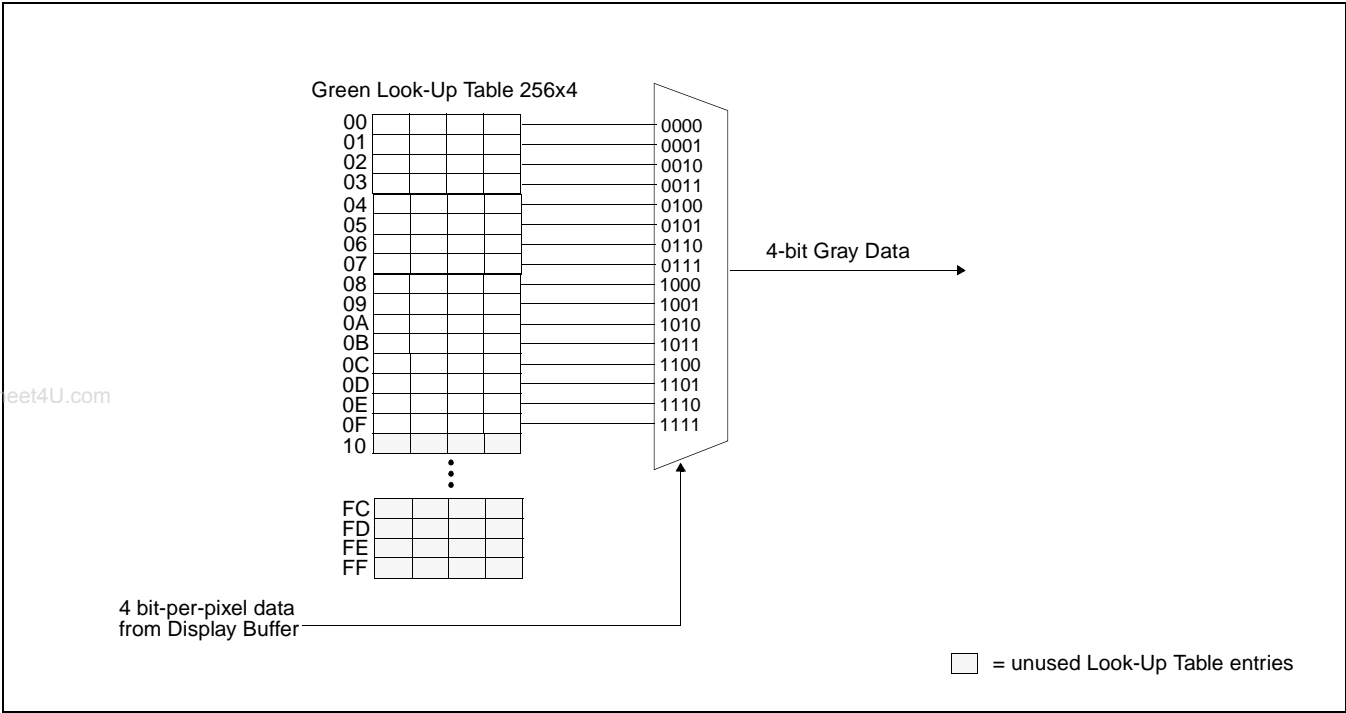 Green Look-Up Table 256x4
00
01
02
03
04
05
06
07
08
09
0A
0B
0C
0D
0E
0F
10
FC
FD
FE
FF
0000
0001
0010
0011
0100
0101
0110
0111
1000
1001
1010
1011
1100
1101
1110
1111
4-bit Gray Data
eet4U.com
4 bit-per-pixel data
from Display Buffer
= unused Look-Up Table entries